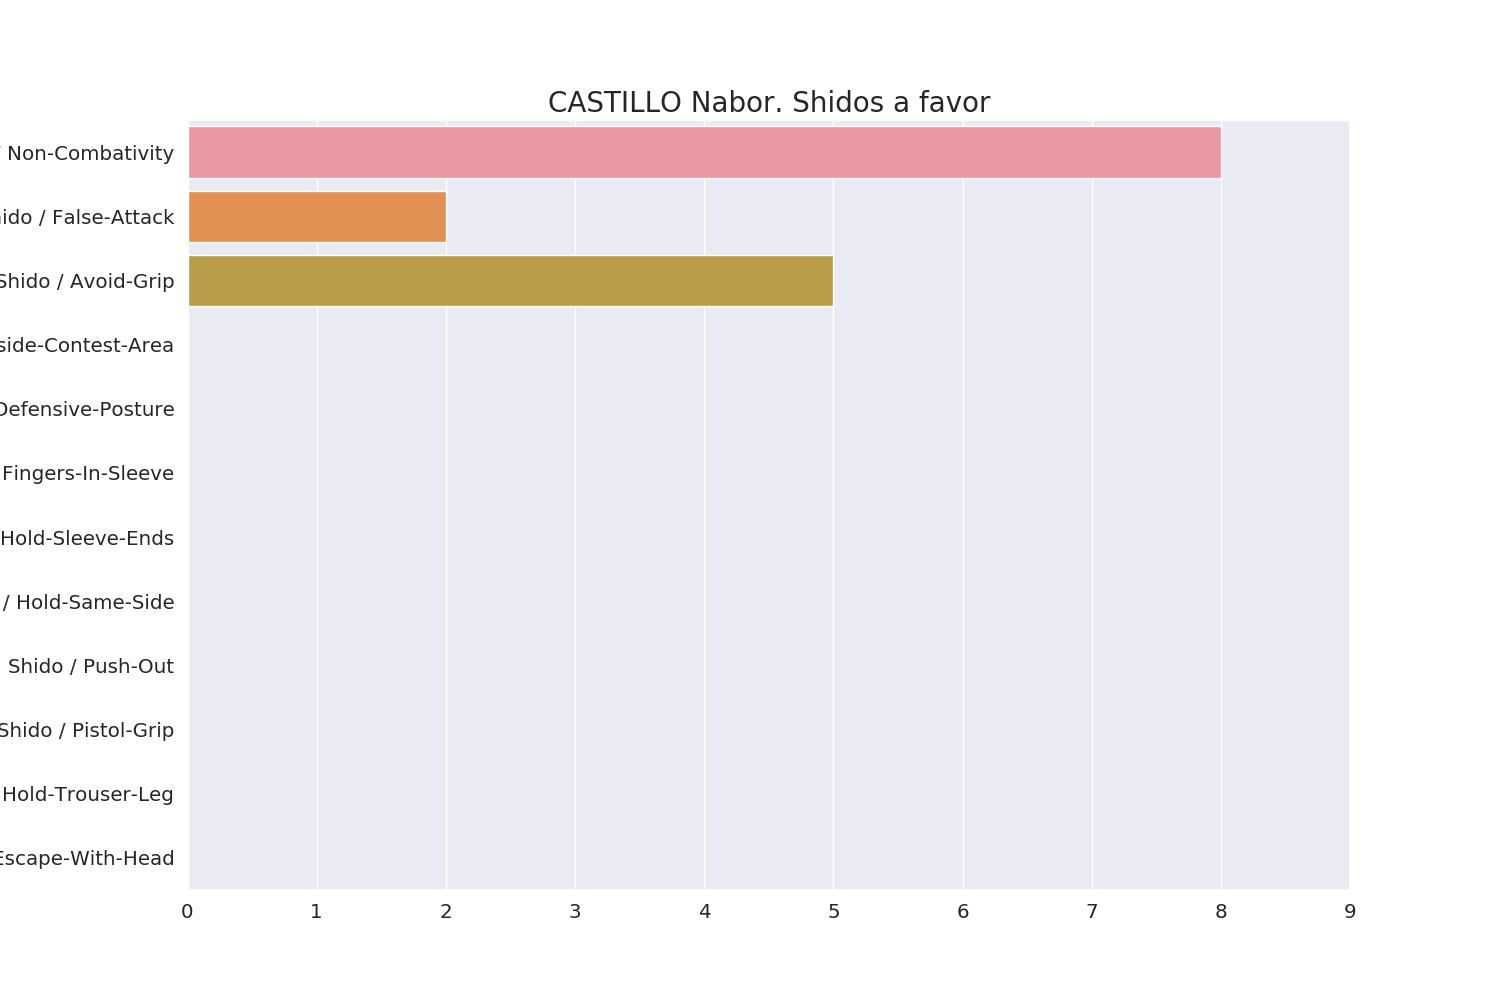 CASTILLO Nabor. Shidos a favor
/ Non-Combativity
ido / False-Attack
Shido / Avoid-Grip
side-Contest-Area
Defensive-Posture
Fingers-In-Sleeve
Hold-Sleeve-Ends
/ Hold-Same-Side
Shido / Push-Out
Shido / Pistol-Grip
Hold-Trouser-Leg
Escape-With-Head
0 1 2 3 4 5 6 7 8 9